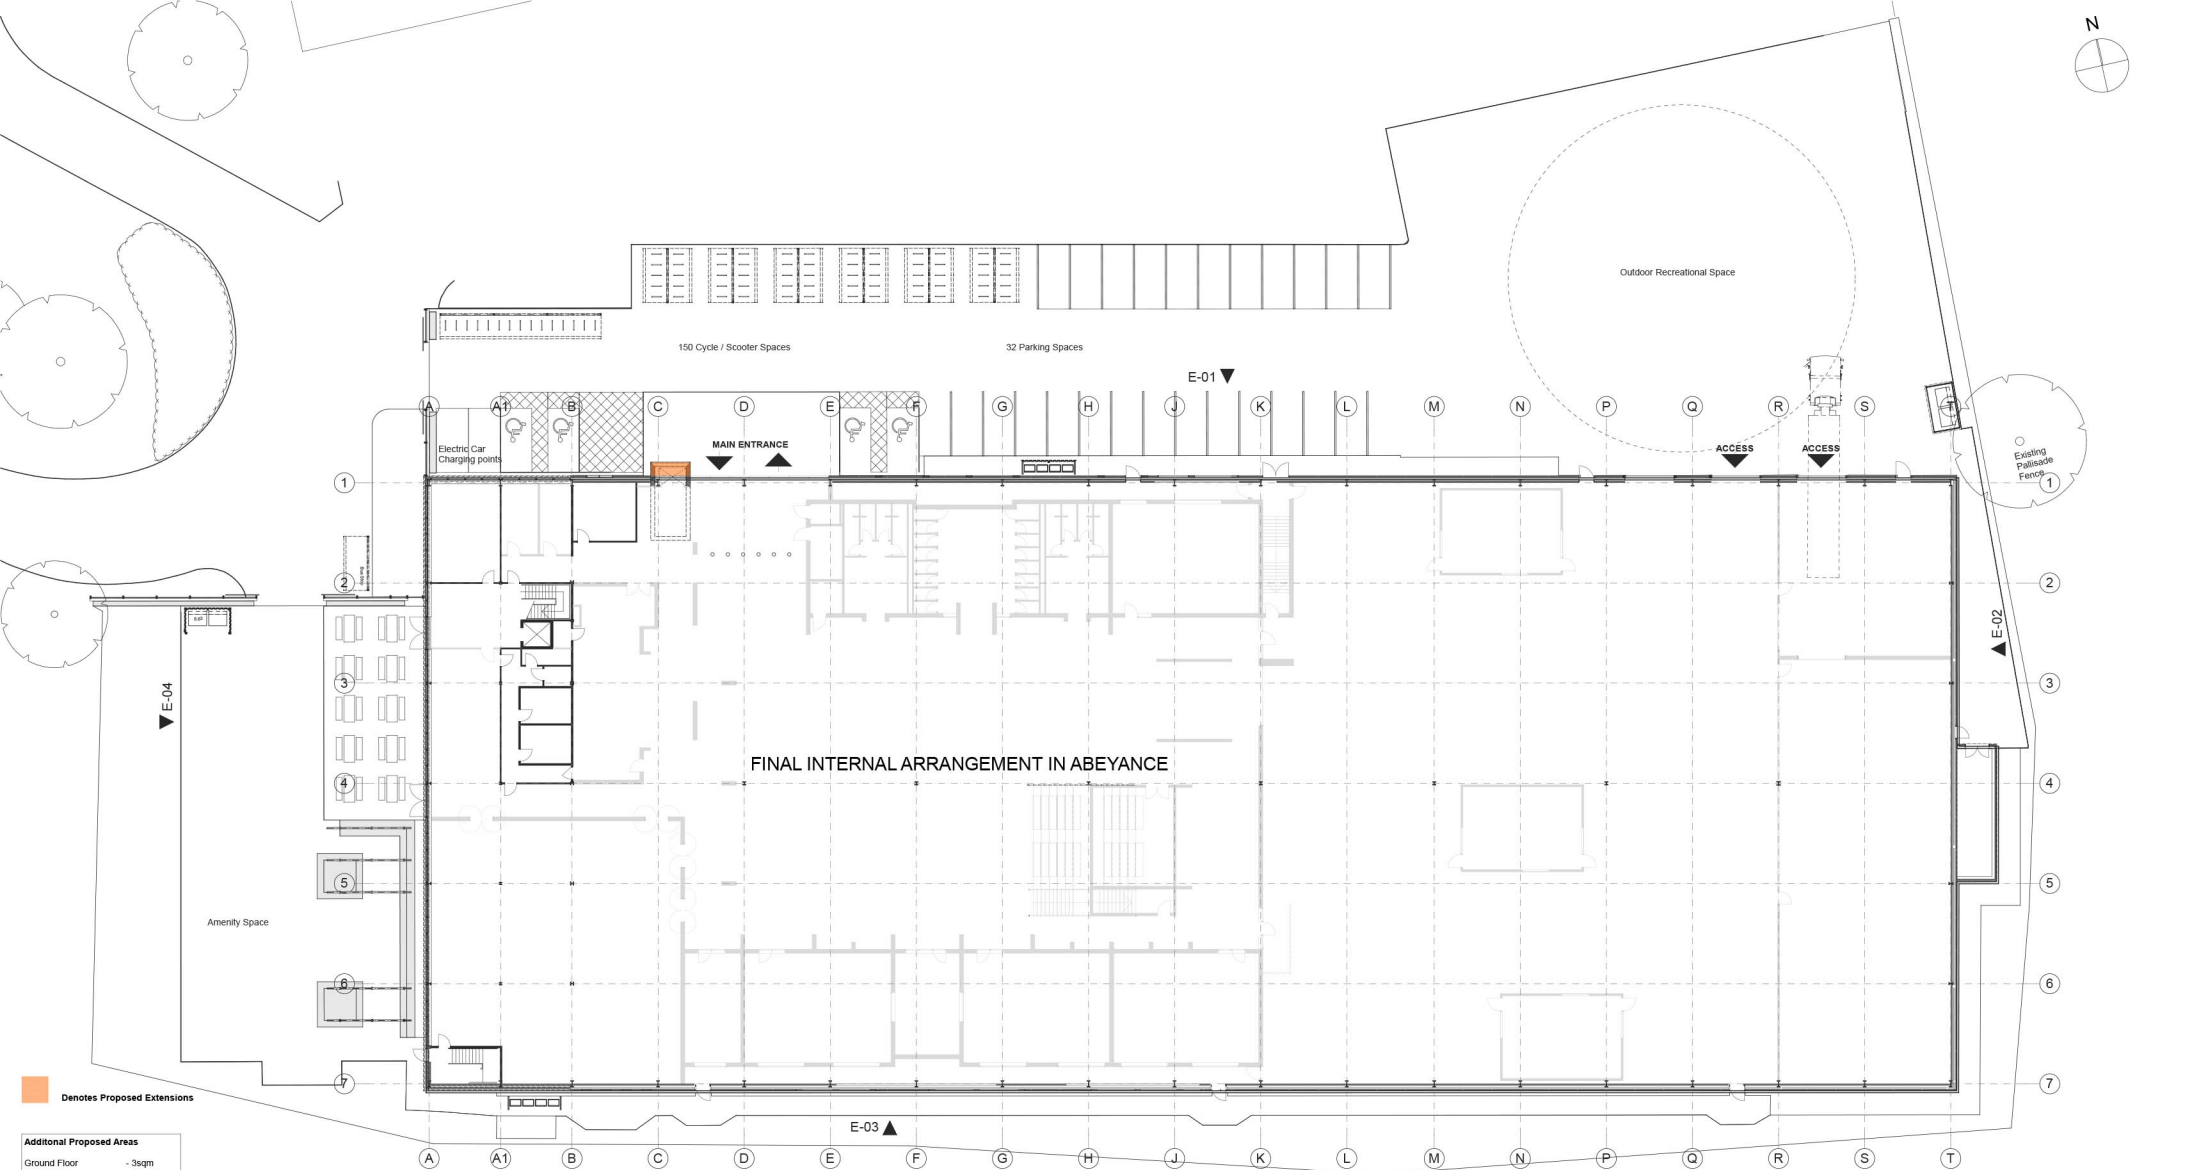 N
Outdoor Recreational Space
150 Cycle / Scooter Spaces
32 Parking Spaces
E-01
A A1 B C D E F G H J K L M N P Q R S T
Electric Car
Charging points
MAIN ENTRANCE
ACCESS
ACCESS
Existing
Pallisade
Fence
1
1
2
2
E-02
E-04
3
3
FINAL INTERNAL ARRANGEMENT IN ABEYANCE
4
4
5
5
Amenity Space
6
6
7
7
Denotes Proposed Extensions
E-03
Additonal Proposed Areas
Ground Floor - 3sqm
A A1 B C D E F G H J K L M N P Q R S T